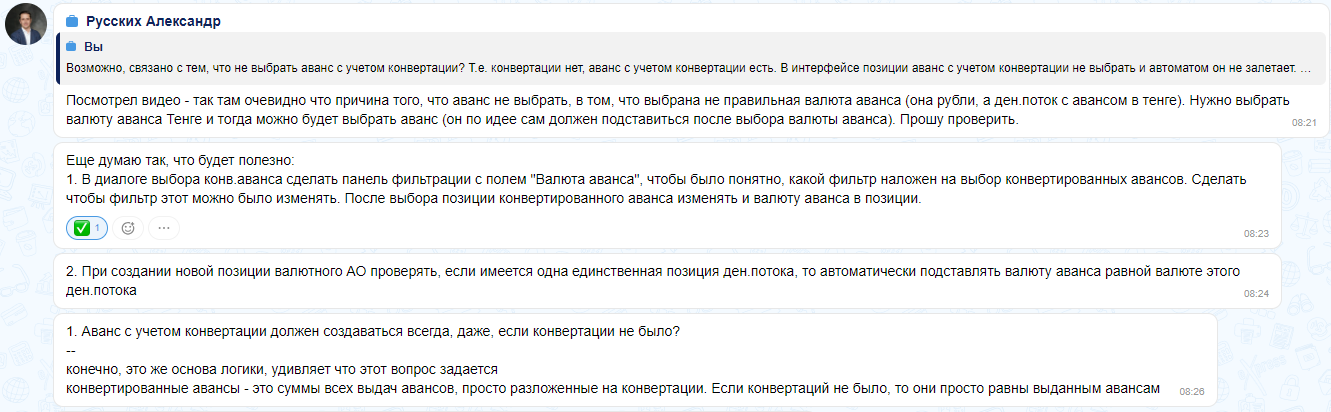 Русских Александр
Вы
Возможно, связано с тем, что не выбрать аванс с учетом конвертации? Т.е. конвертации нет, аванс с учетом конвертации есть. В интерфейсе позиции аванс с учетом конвертации не выбрать и автоматом он не залетает. ...
Посмотрел видео - так там очевидно что причина того, что аванс не выбрать, в том, что выбрана не правильная валюта аванса (она рубли, а ден.поток с авансом в тенге). Нужно выбрать
валюту аванса Тенге и тогда можно будет выбрать аванс (он по идее сам должен подставиться после выбора валюты аванса). Прошу проверить.
08:21
Еще думаю так, что будет полезно:
1. В диалоге выбора конв.аванса сделать панель фильтрации с полем "Валюта аванса", чтобы было понятно, какой фильтр наложен на выбор конвертированных авансов. Сделать
чтобы фильтр этот можно было изменять. После выбора позиции конвертированного аванса изменять и валюту аванса в позиции.
1
08:23
2. При создании новой позиции валютного АО проверять, если имеется одна единственная позиция ден.потока, то автоматически подставлять валюту аванса равной валюте этого
ден.потока
08:24
1. Аванс с учетом конвертации должен создаваться всегда, даже, если конвертации не было?
--
конечно, это же основа логики, удивляет что этот вопрос задается
конвертированные авансы - это суммы всех выдач авансов, просто разложенные на конвертации. Если конвертаций не было, то они просто равны выданным авансам
08:26